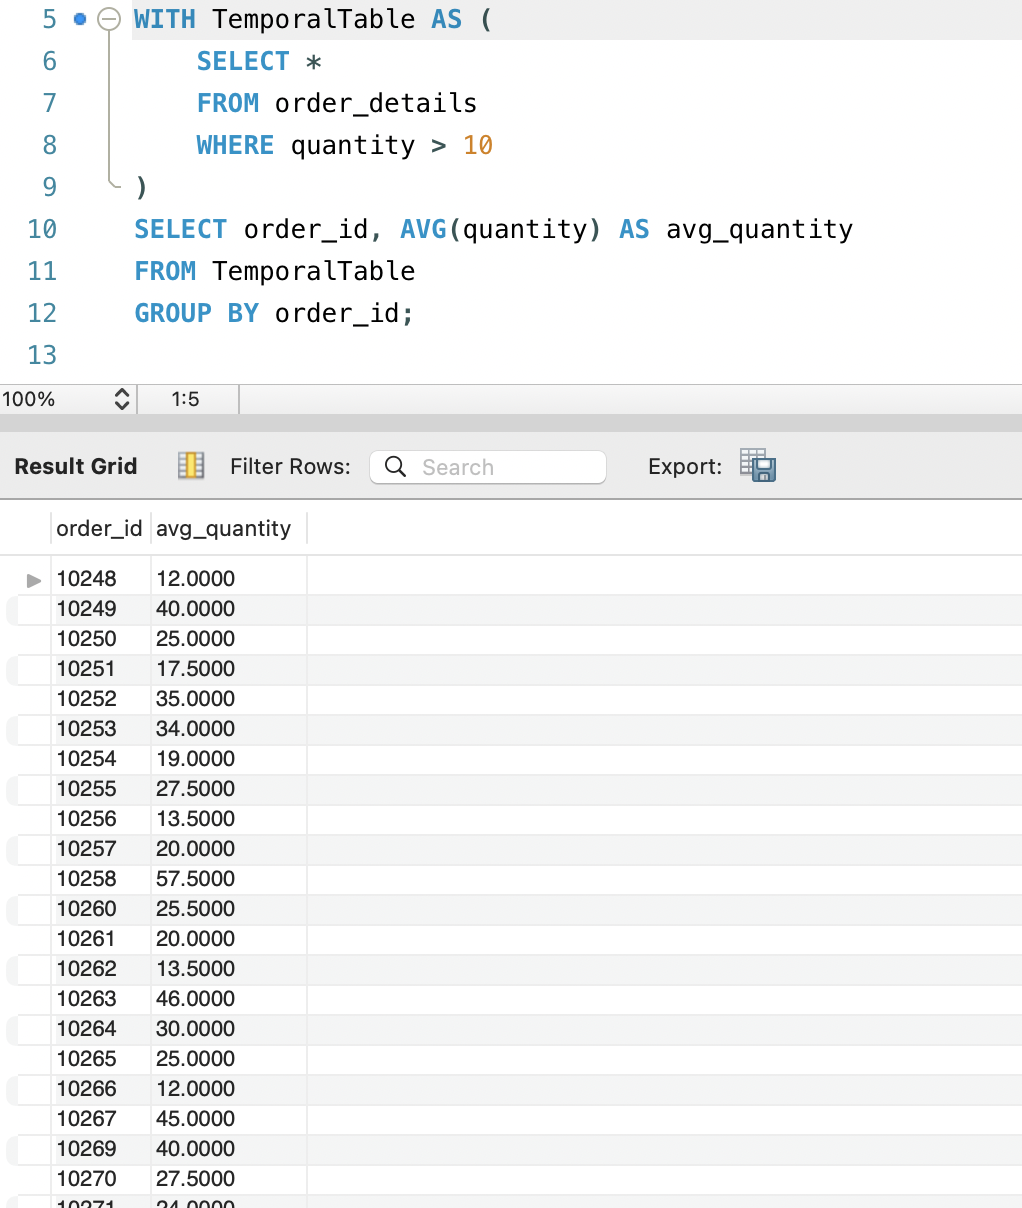 5 WITH TemporalTable AS (
6 SELECT *
7 FROM order_details
8 WHERE quantity > 10
9 )
10 SELECT order_id, AVG(quantity) AS avg_quantity
11 FROM TemporalTable
12 GROUP BY order_id;
13
100% 1:5
Result Grid Filter Rows: Search Export:
order_id avg_quantity
10248 12.0000
10249 40.0000
10250 25.0000
10251 17.5000
10252 35.0000
10253 34.0000
10254 19.0000
10255 27.5000
10256 13.5000
10257 20.0000
10258 57.5000
10260 25.5000
10261 20.0000
10262 13.5000
10263 46.0000
10264 30.0000
10265 25.0000
10266 12.0000
10267 45.0000
10269 40.0000
10270 27.5000
10271 24.0000